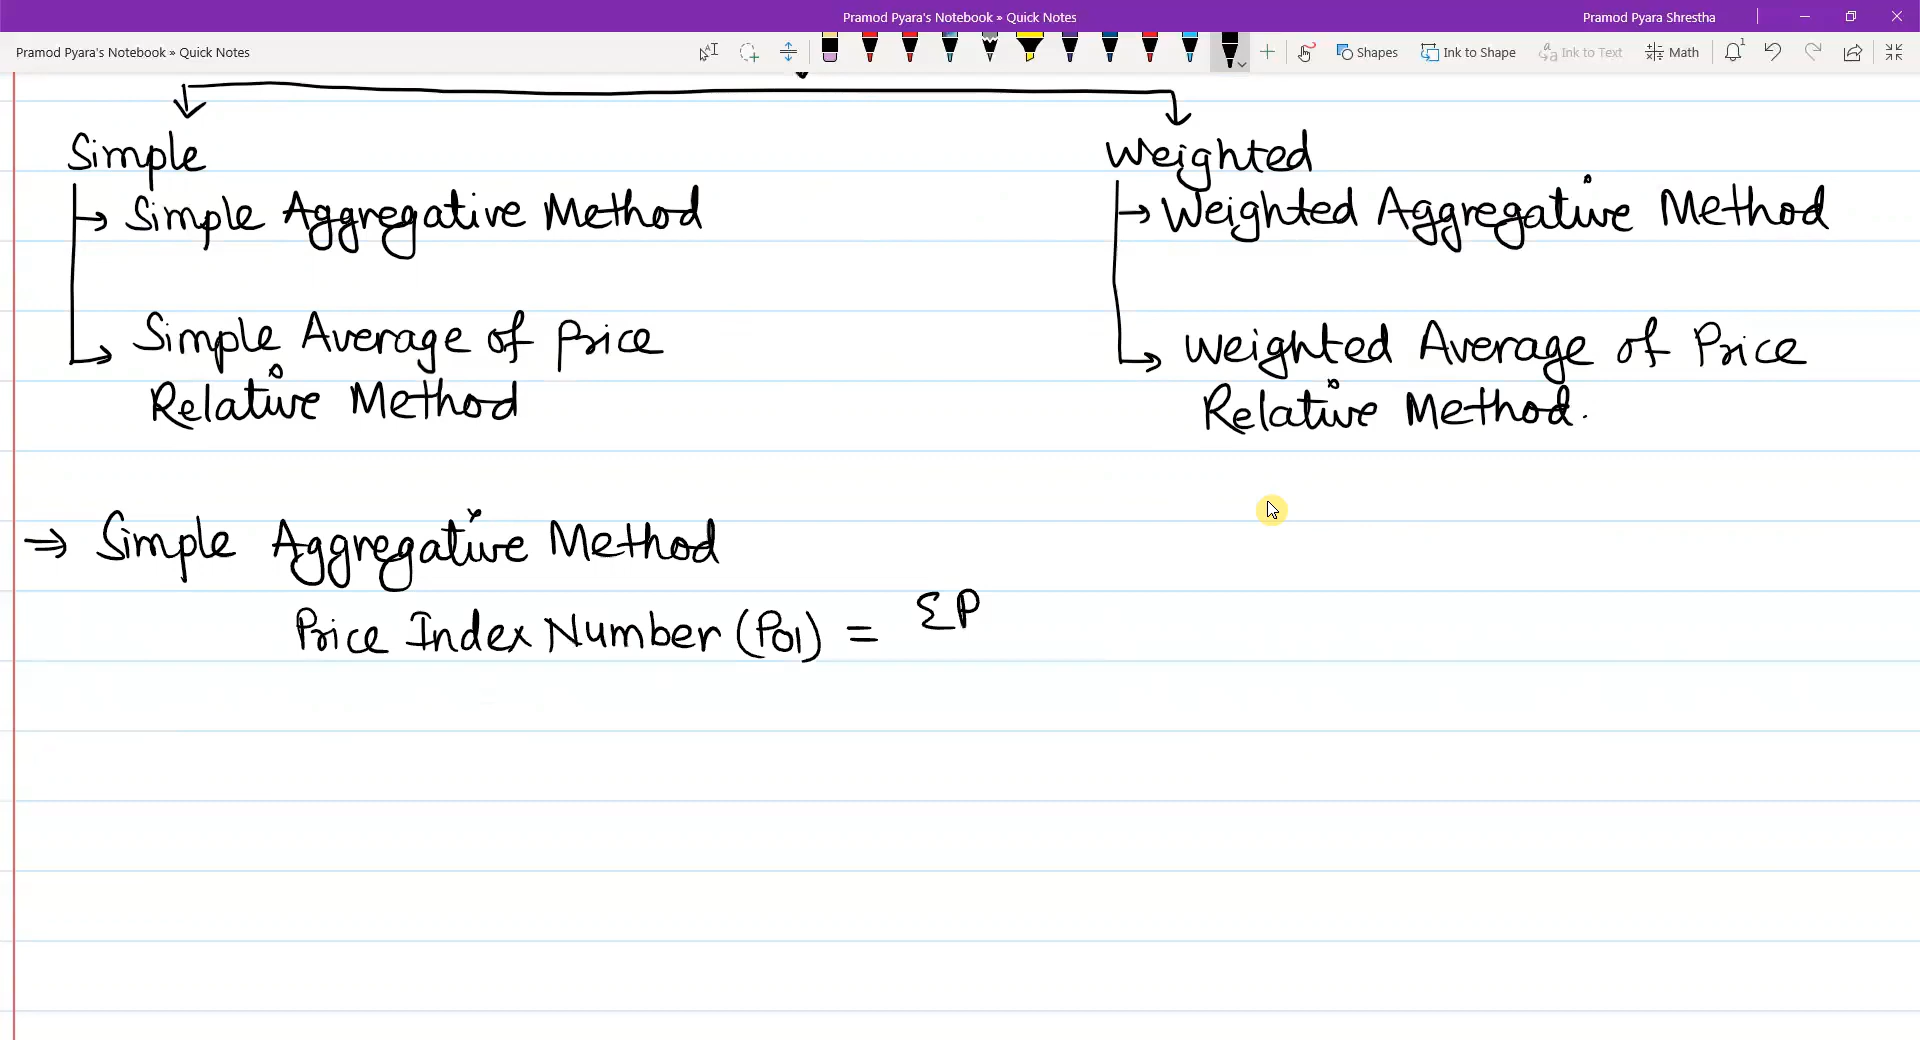 Pramod Pyara's Notebook » Quick Notes
Pramod Pyara Shrestha
Pramod Pyara's Notebook » Quick Notes
Shapes
Ink to Shape
Ink to Text
Math
Simple
Weighted
Simple Aggregative Method
Weighted Aggregative Method
Simple Average of Price
Relative Method
Weighted Average of Price
Relative Method.
⇒ Simple Aggregative Method
Price Index Number (P01) = ΣP